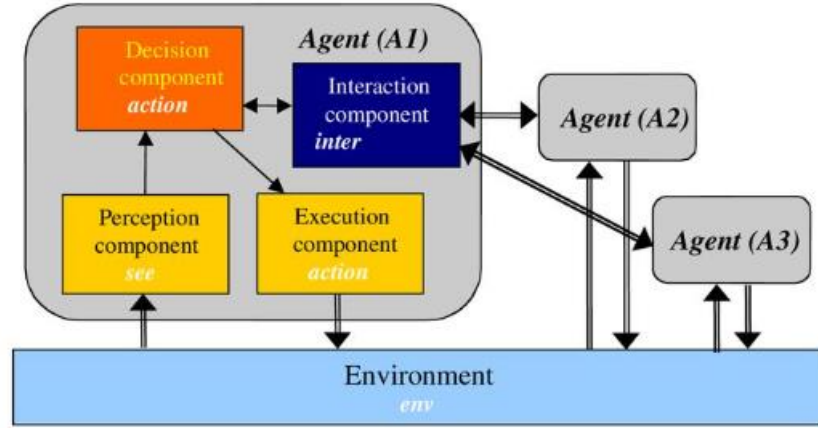 Agent (A1)
Decision
component
action
Interaction
component
inter
Agent (A2)
Perception
component
see
Execution
component
action
Agent (A3)
Environment
env